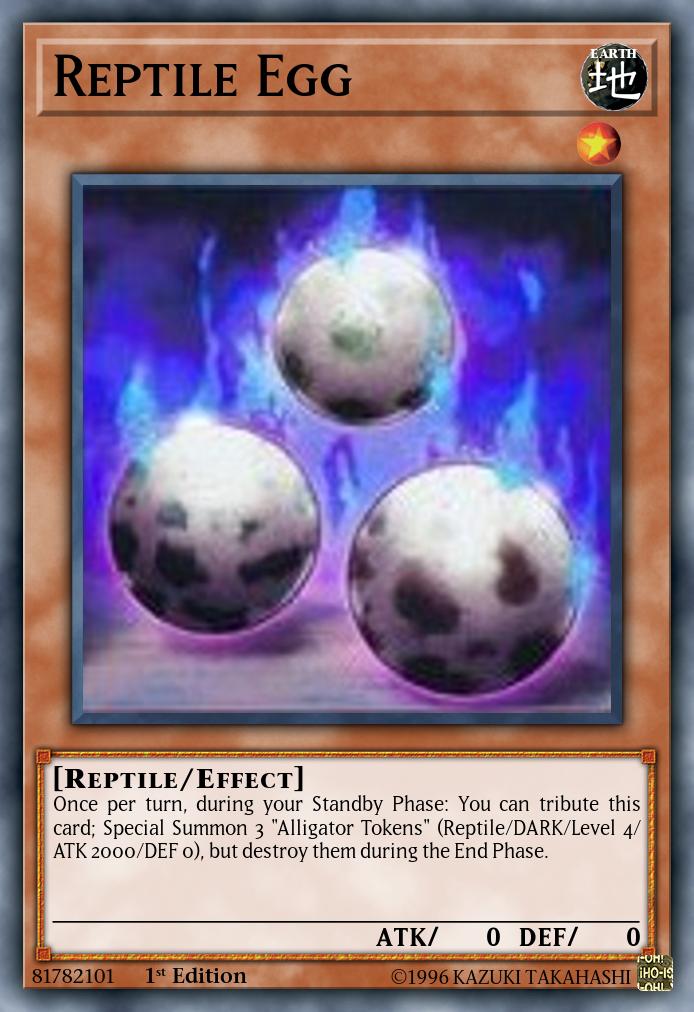 Reptile Egg
EARTH
地
[Reptile/Effect]
Once per turn, during your Standby Phase: You can tribute this
card; Special Summon 3 "Alligator Tokens" (Reptile/DARK/Level 4/
ATK 2000/DEF 0), but destroy them during the End Phase.
ATK/ 0 DEF/ 0
81782101 1st Edition ©1996 KAZUKI TAKAHASHI